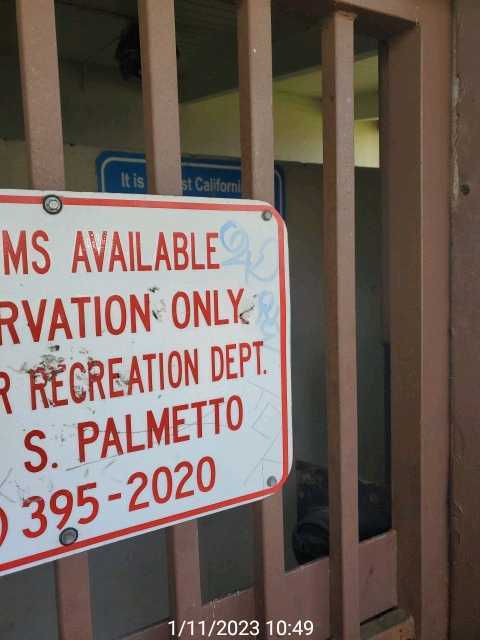 It is st California
MS AVAILABLE
RVATION ONLY
R RECREATION DEPT.
S. PALMETTO
) 395-2020
1/11/2023 10:49